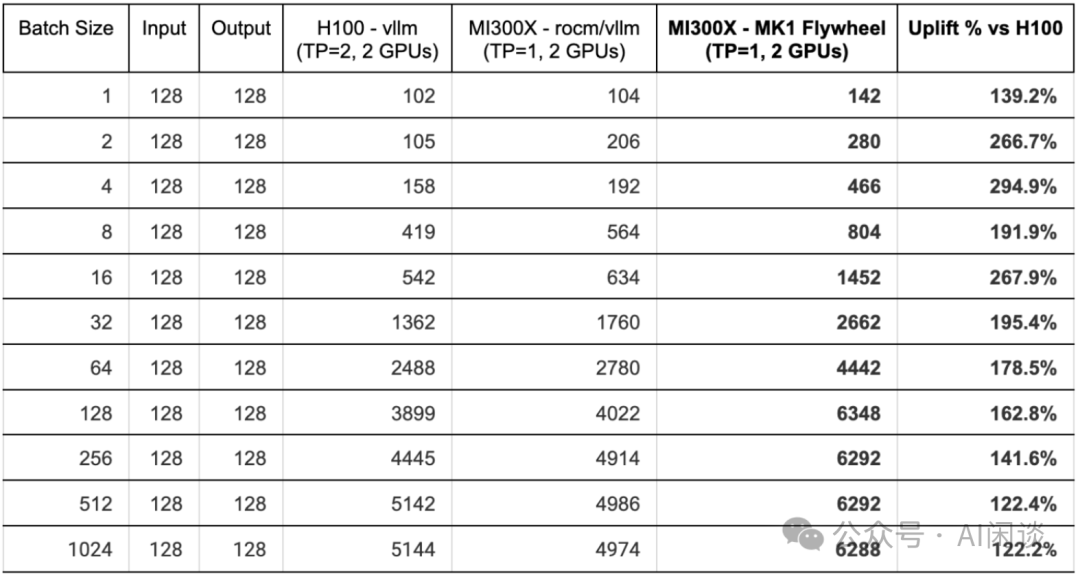 Batch Size Input Output H100 - vllm (TP=2, 2 GPUs) MI300X - rocm/vllm (TP=1, 2 GPUs) MI300X - MK1 Flywheel (TP=1, 2 GPUs) Uplift % vs H100
1 128 128 102 104 142 139.2%
2 128 128 105 206 280 266.7%
4 128 128 158 192 466 294.9%
8 128 128 419 564 804 191.9%
16 128 128 542 634 1452 267.9%
32 128 128 1362 1760 2662 195.4%
64 128 128 2488 2780 4442 178.5%
128 128 128 3899 4022 6348 162.8%
256 128 128 4445 4914 6292 141.6%
512 128 128 5142 4986 6292 122.4%
1024 128 128 5144 4974 6288 122.2%
公众号 · AI闲谈